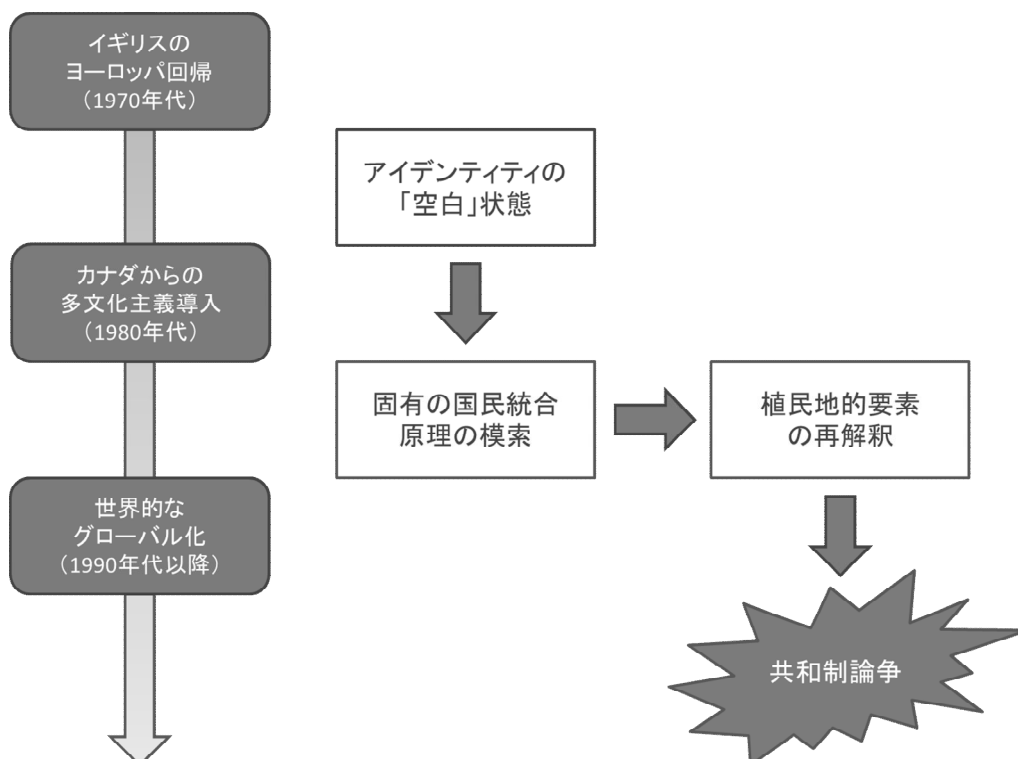 イギリスの
ヨーロッパ回帰
（1970年代）
カナダからの
多文化主義導入
（1980年代）
世界的な
グローバル化
（1990年代以降）
アイデンティティの
「空白」状態
固有の国民統合
原理の模索
植民地的要素
の再解釈
共和制論争